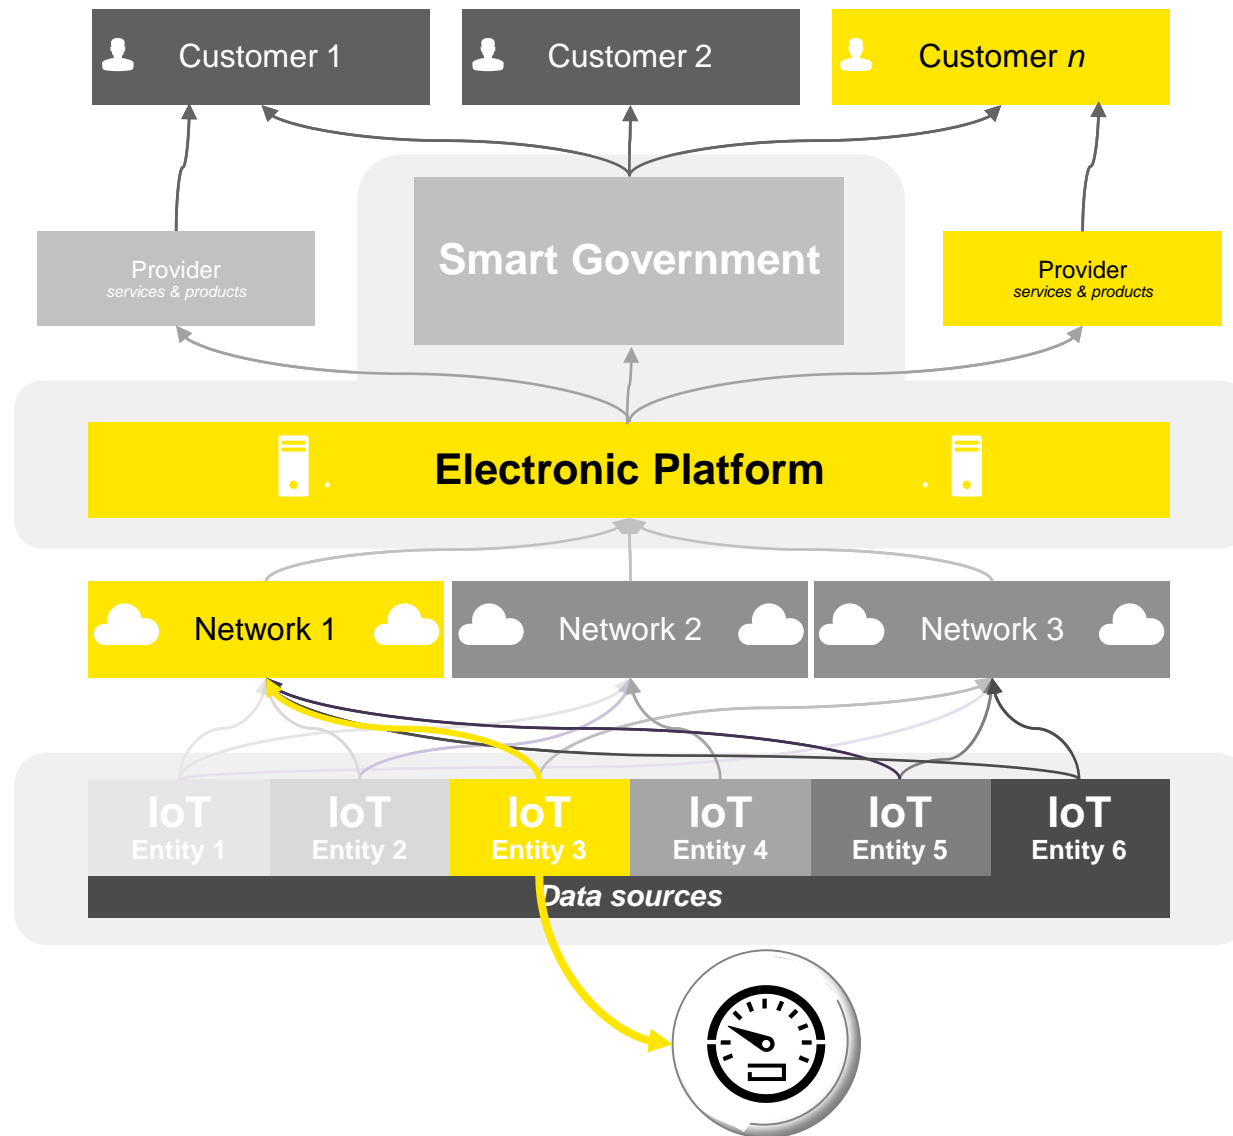 Customer 1
Customer 2
Customer n
Smart Government
Provider
services & products
Provider
services & products
Electronic Platform
Network 1
Network 2
Network 3
IoT
Entity 1
IoT
Entity 2
IoT
Entity 3
IoT
Entity 4
IoT
Entity 5
IoT
Entity 6
Data sources